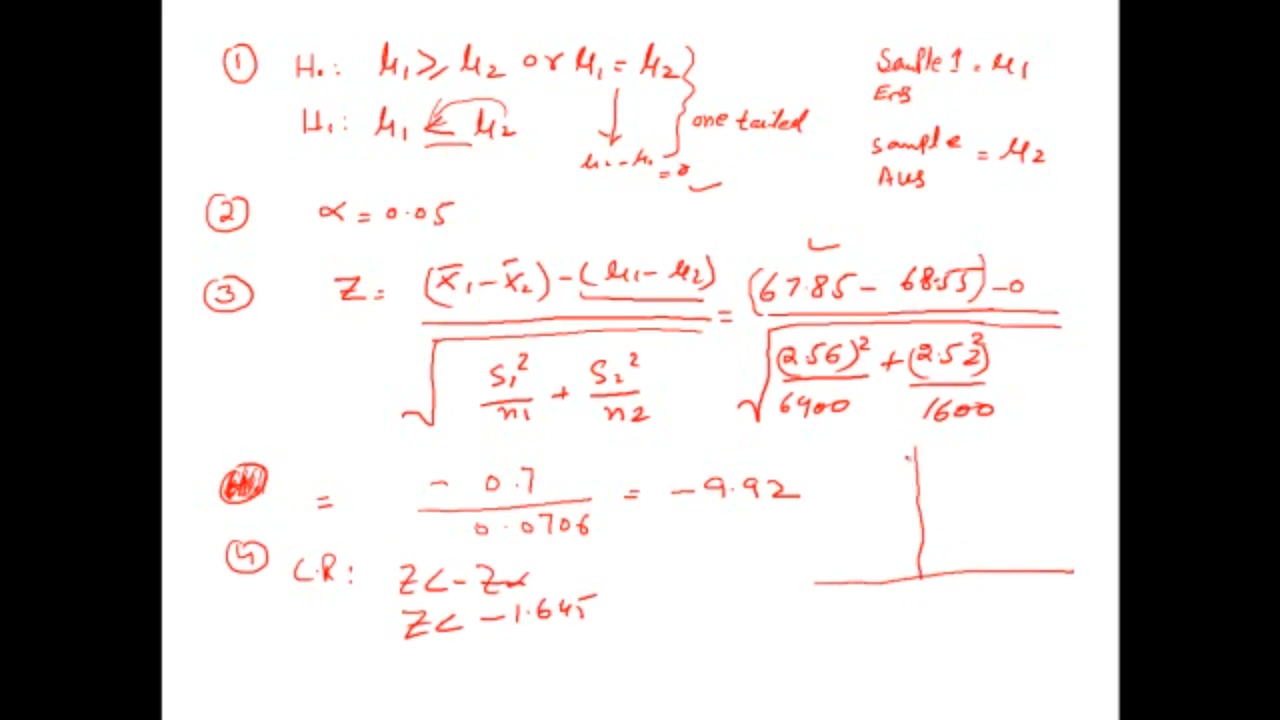 ① H₀: μ₁ ≥ μ₂ or μ₁ = μ₂
H₁: μ₁ < μ₂
one tailed
= 0
Sample 1 = μ₁
Eng
Sample = μ₂
Aus
② α = 0.05
③ Z = (x̄₁ - x̄₂) - (μ₁ - μ₂) / √(S₁²/n1 + S₂²/n2) = (67.85 - 68.55) - 0 / √((2.56)²/6400 + (2.52)²/1600)
= - 0.7 / 0.0706 = -9.92
④ C.R: Z < - Zα
Z < - 1.645